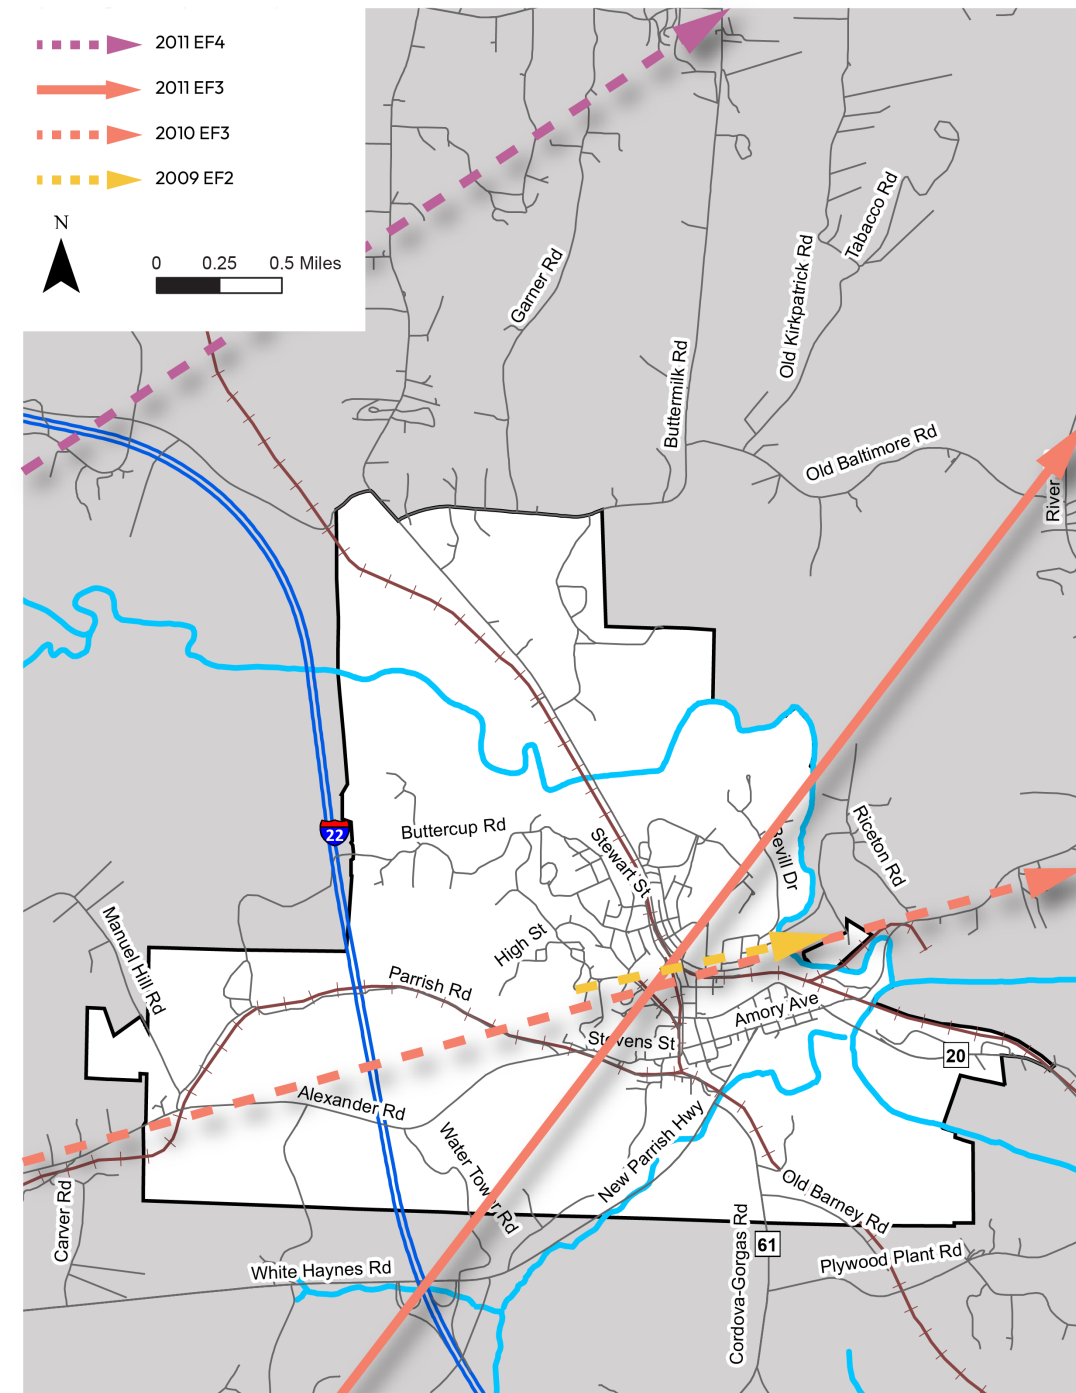 2011 EF4
2011 EF3
2010 EF3
2009 EF2
N
0 0.25 0.5 Miles
Tabacco Rd
Garner Rd
Old Kirkpatrick Rd
Buttermilk Rd
Old Baltimore Rd
River
22
Buttercup Rd
Stewart St
Bevill Dr
Riceton Rd
Manuel Hill Rd
High St
Parrish Rd
Amory Ave
Stevens St
20
Alexander Rd
Water Tower Rd
New Parrish Hwy
Old Barney Rd
Carver Rd
Cordova-Gorgas Rd
61
White Haynes Rd
Plywood Plant Rd